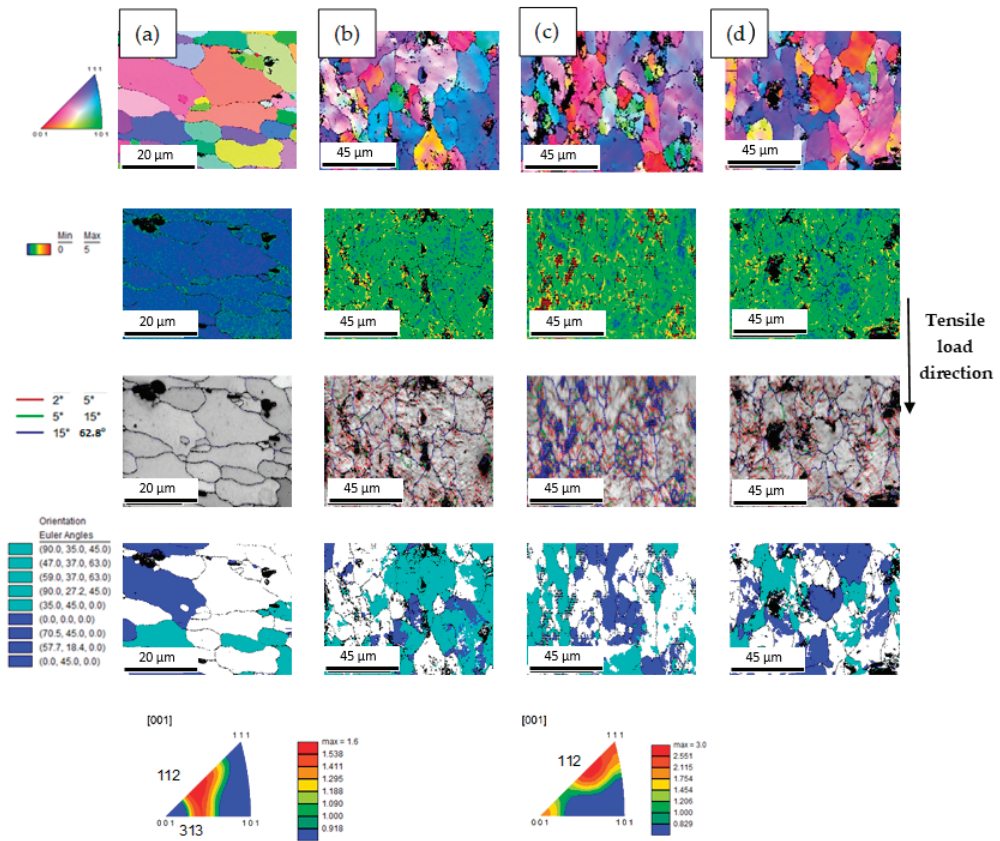 (a) (b) (c) (d)
1 1 1
0 0 1 1 0 1
20 µm 45 µm 45 µm 45 µm
Min Max
0 5
20 µm 45 µm 45 µm 45 µm
Tensile
load
direction
2° 5°
5° 15°
15° 62.8°
20 µm 45 µm 45 µm 45 µm
Orientation
Euler Angles
(90.0, 35.0, 45.0)
(47.0, 37.0, 63.0)
(59.0, 37.0, 63.0)
(90.0, 27.2, 45.0)
(35.0, 45.0, 0.0)
(0.0, 0.0, 0.0)
(70.5, 45.0, 0.0)
(57.7, 18.4, 0.0)
(0.0, 45.0, 0.0)
20 µm 45 µm 45 µm 45 µm
[001]
1 1 1
112
0 0 1 1 0 1
313
max = 1.6
1.538
1.411
1.295
1.188
1.090
1.000
0.918
[001]
1 1 1
112
0 0 1 1 0 1
max = 3.0
2.551
2.115
1.754
1.454
1.206
1.000
0.829